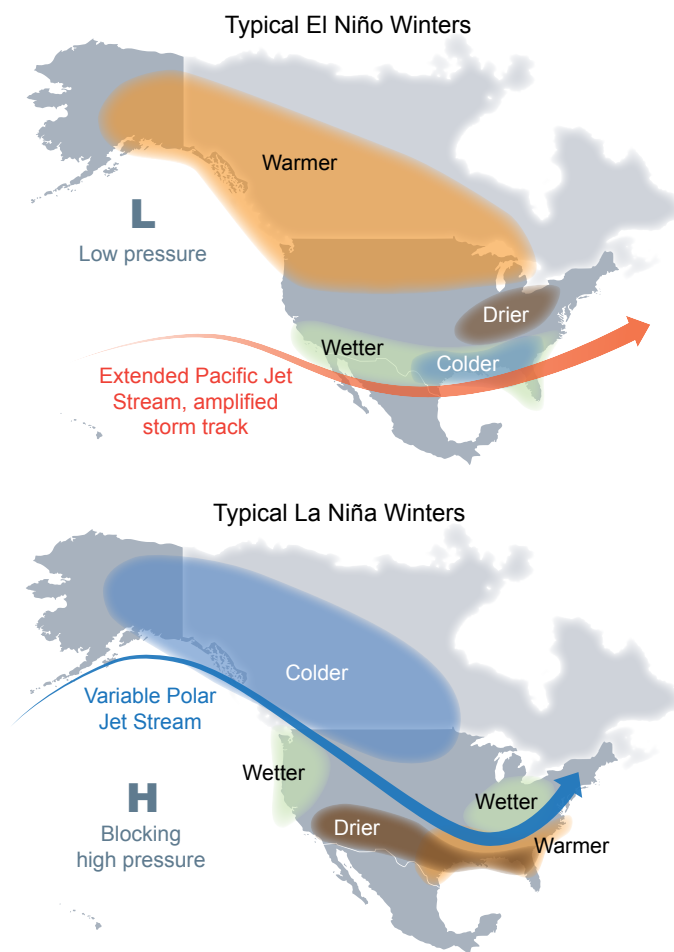 Typical El Niño Winters
Warmer
L
Low pressure
Drier
Wetter
Colder
Extended Pacific Jet
Stream, amplified
storm track
Typical La Niña Winters
Colder
Variable Polar
Jet Stream
Wetter
H
Blocking
high pressure
Wetter
Drier
Warmer